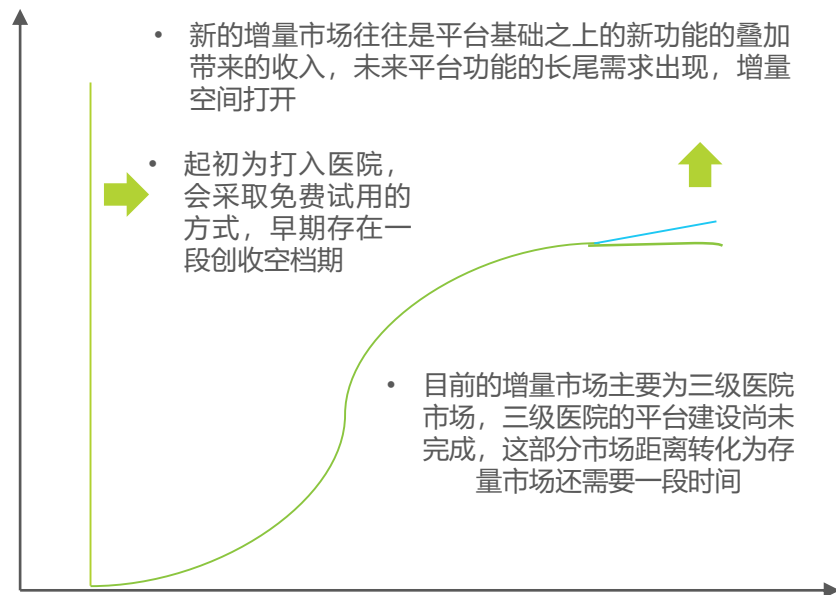 • 新的增量市场往往是平台基础之上的新功能的叠加
带来的收入，未来平台功能的长尾需求出现，增量
空间打开
• 起初为打入医院，
会采取免费试用的
方式，早期存在一
段创收空档期
• 目前的增量市场主要为三级医院
市场，三级医院的平台建设尚未
完成，这部分市场距离转化为存
量市场还需要一段时间